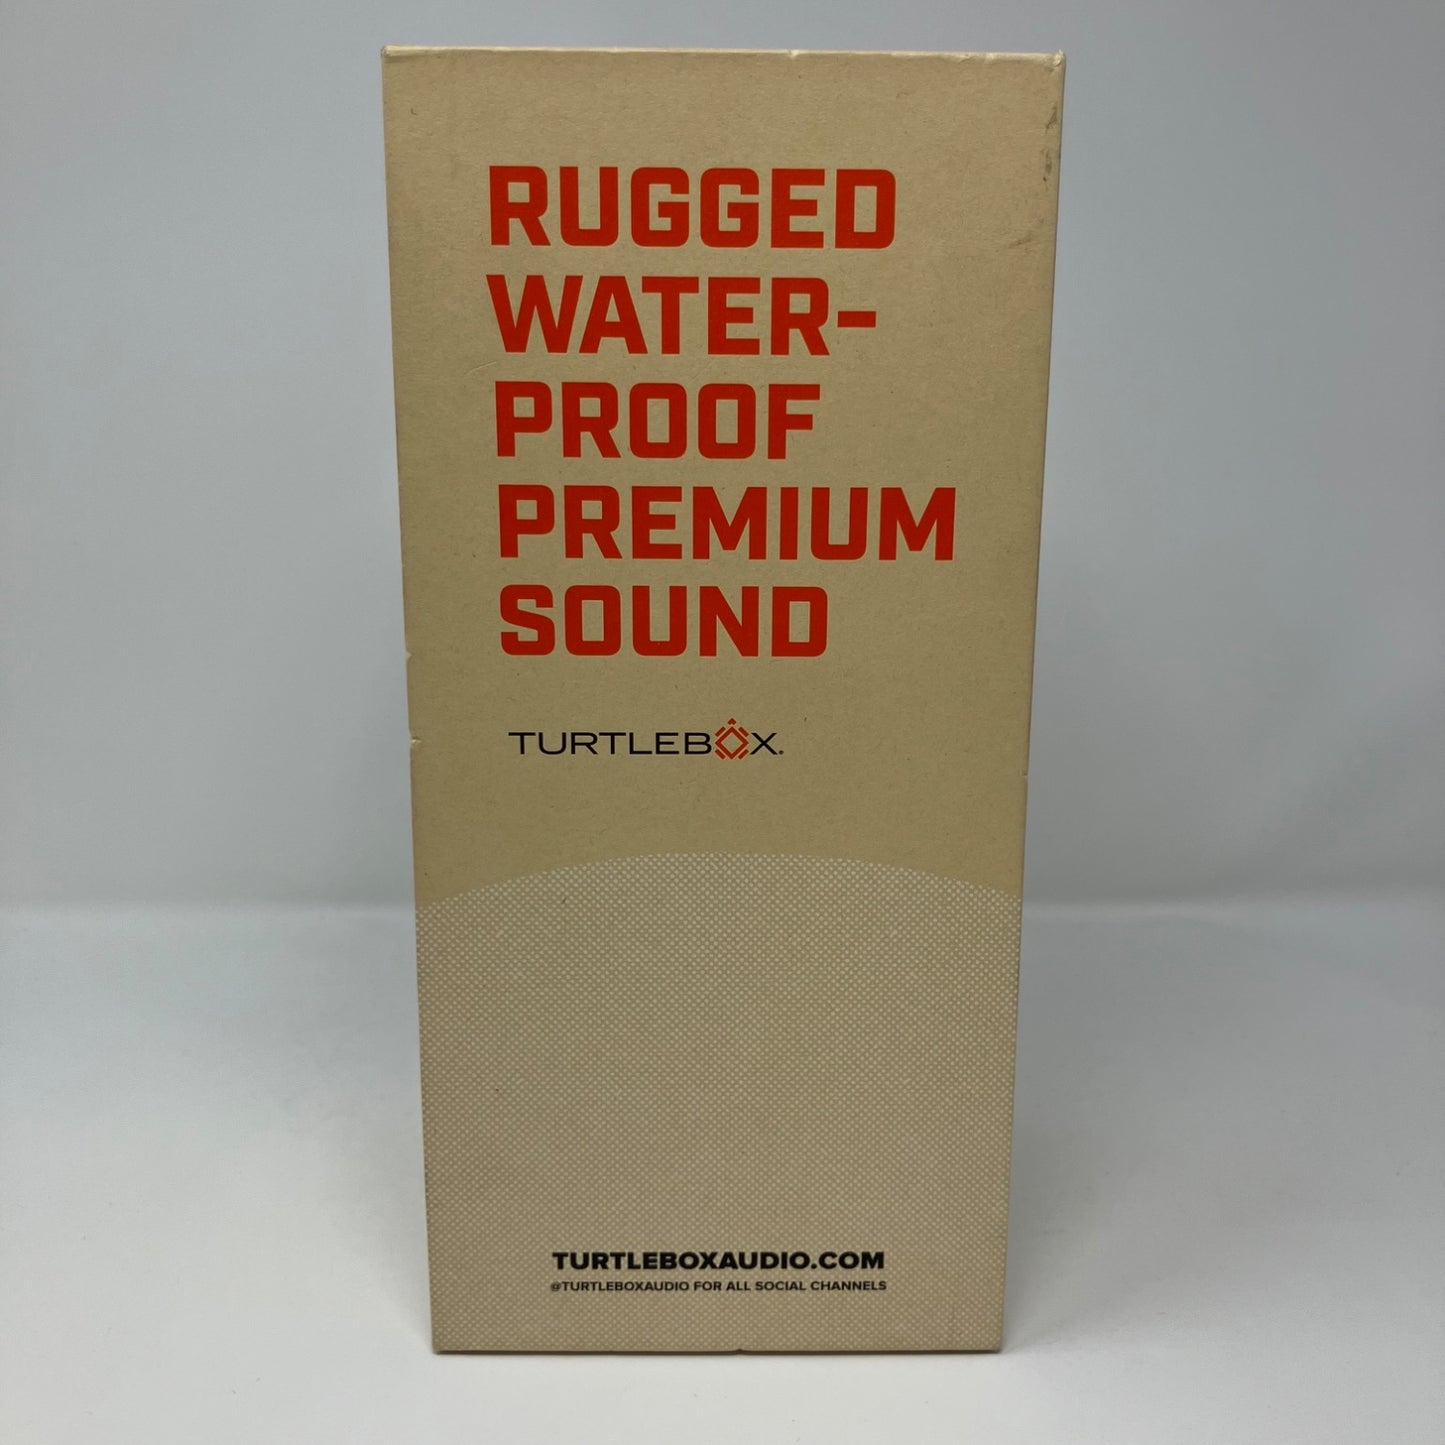 RUGGED
WATER-
PROOF
PREMIUM
SOUND
TURTLEBOX®
TURTLEBOXAUDIO.COM
@TURTLEBOXAUDIO FOR ALL SOCIAL CHANNELS